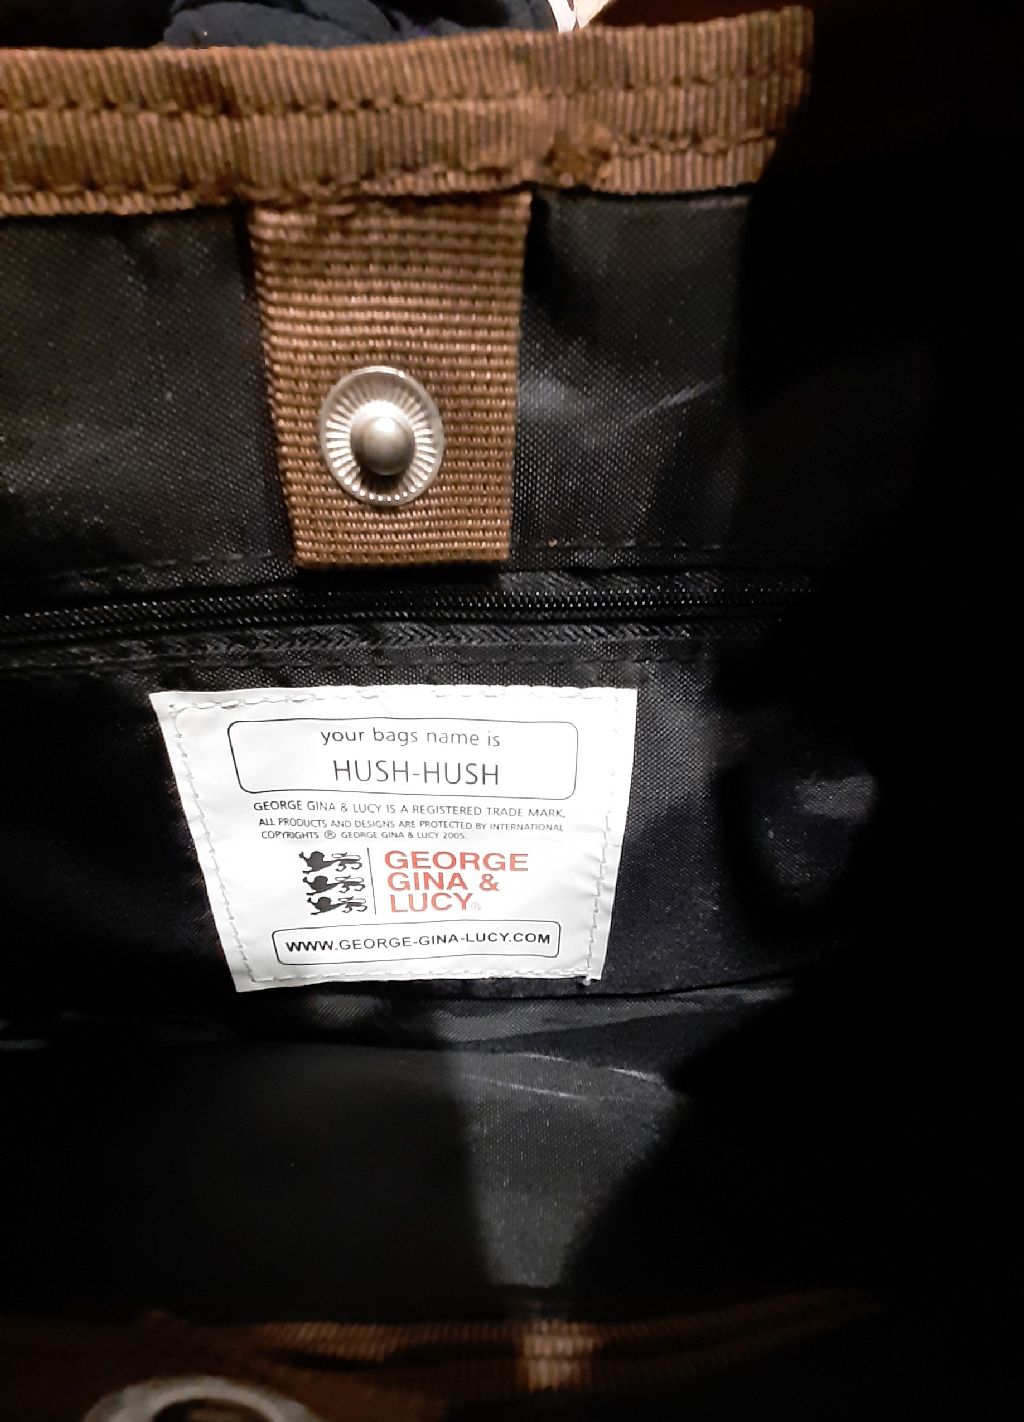 your bags name is
HUSH-HUSH
GEORGE GINA & LUCY IS A REGISTERED TRADE MARK.
ALL PRODUCTS AND DESIGNS ARE PROTECTED BY INTERNATIONAL
COPYRIGHTS ® GEORGE GINA & LUCY 2005.
GEORGE
GINA &
LUCY®
WWW.GEORGE-GINA-LUCY.COM